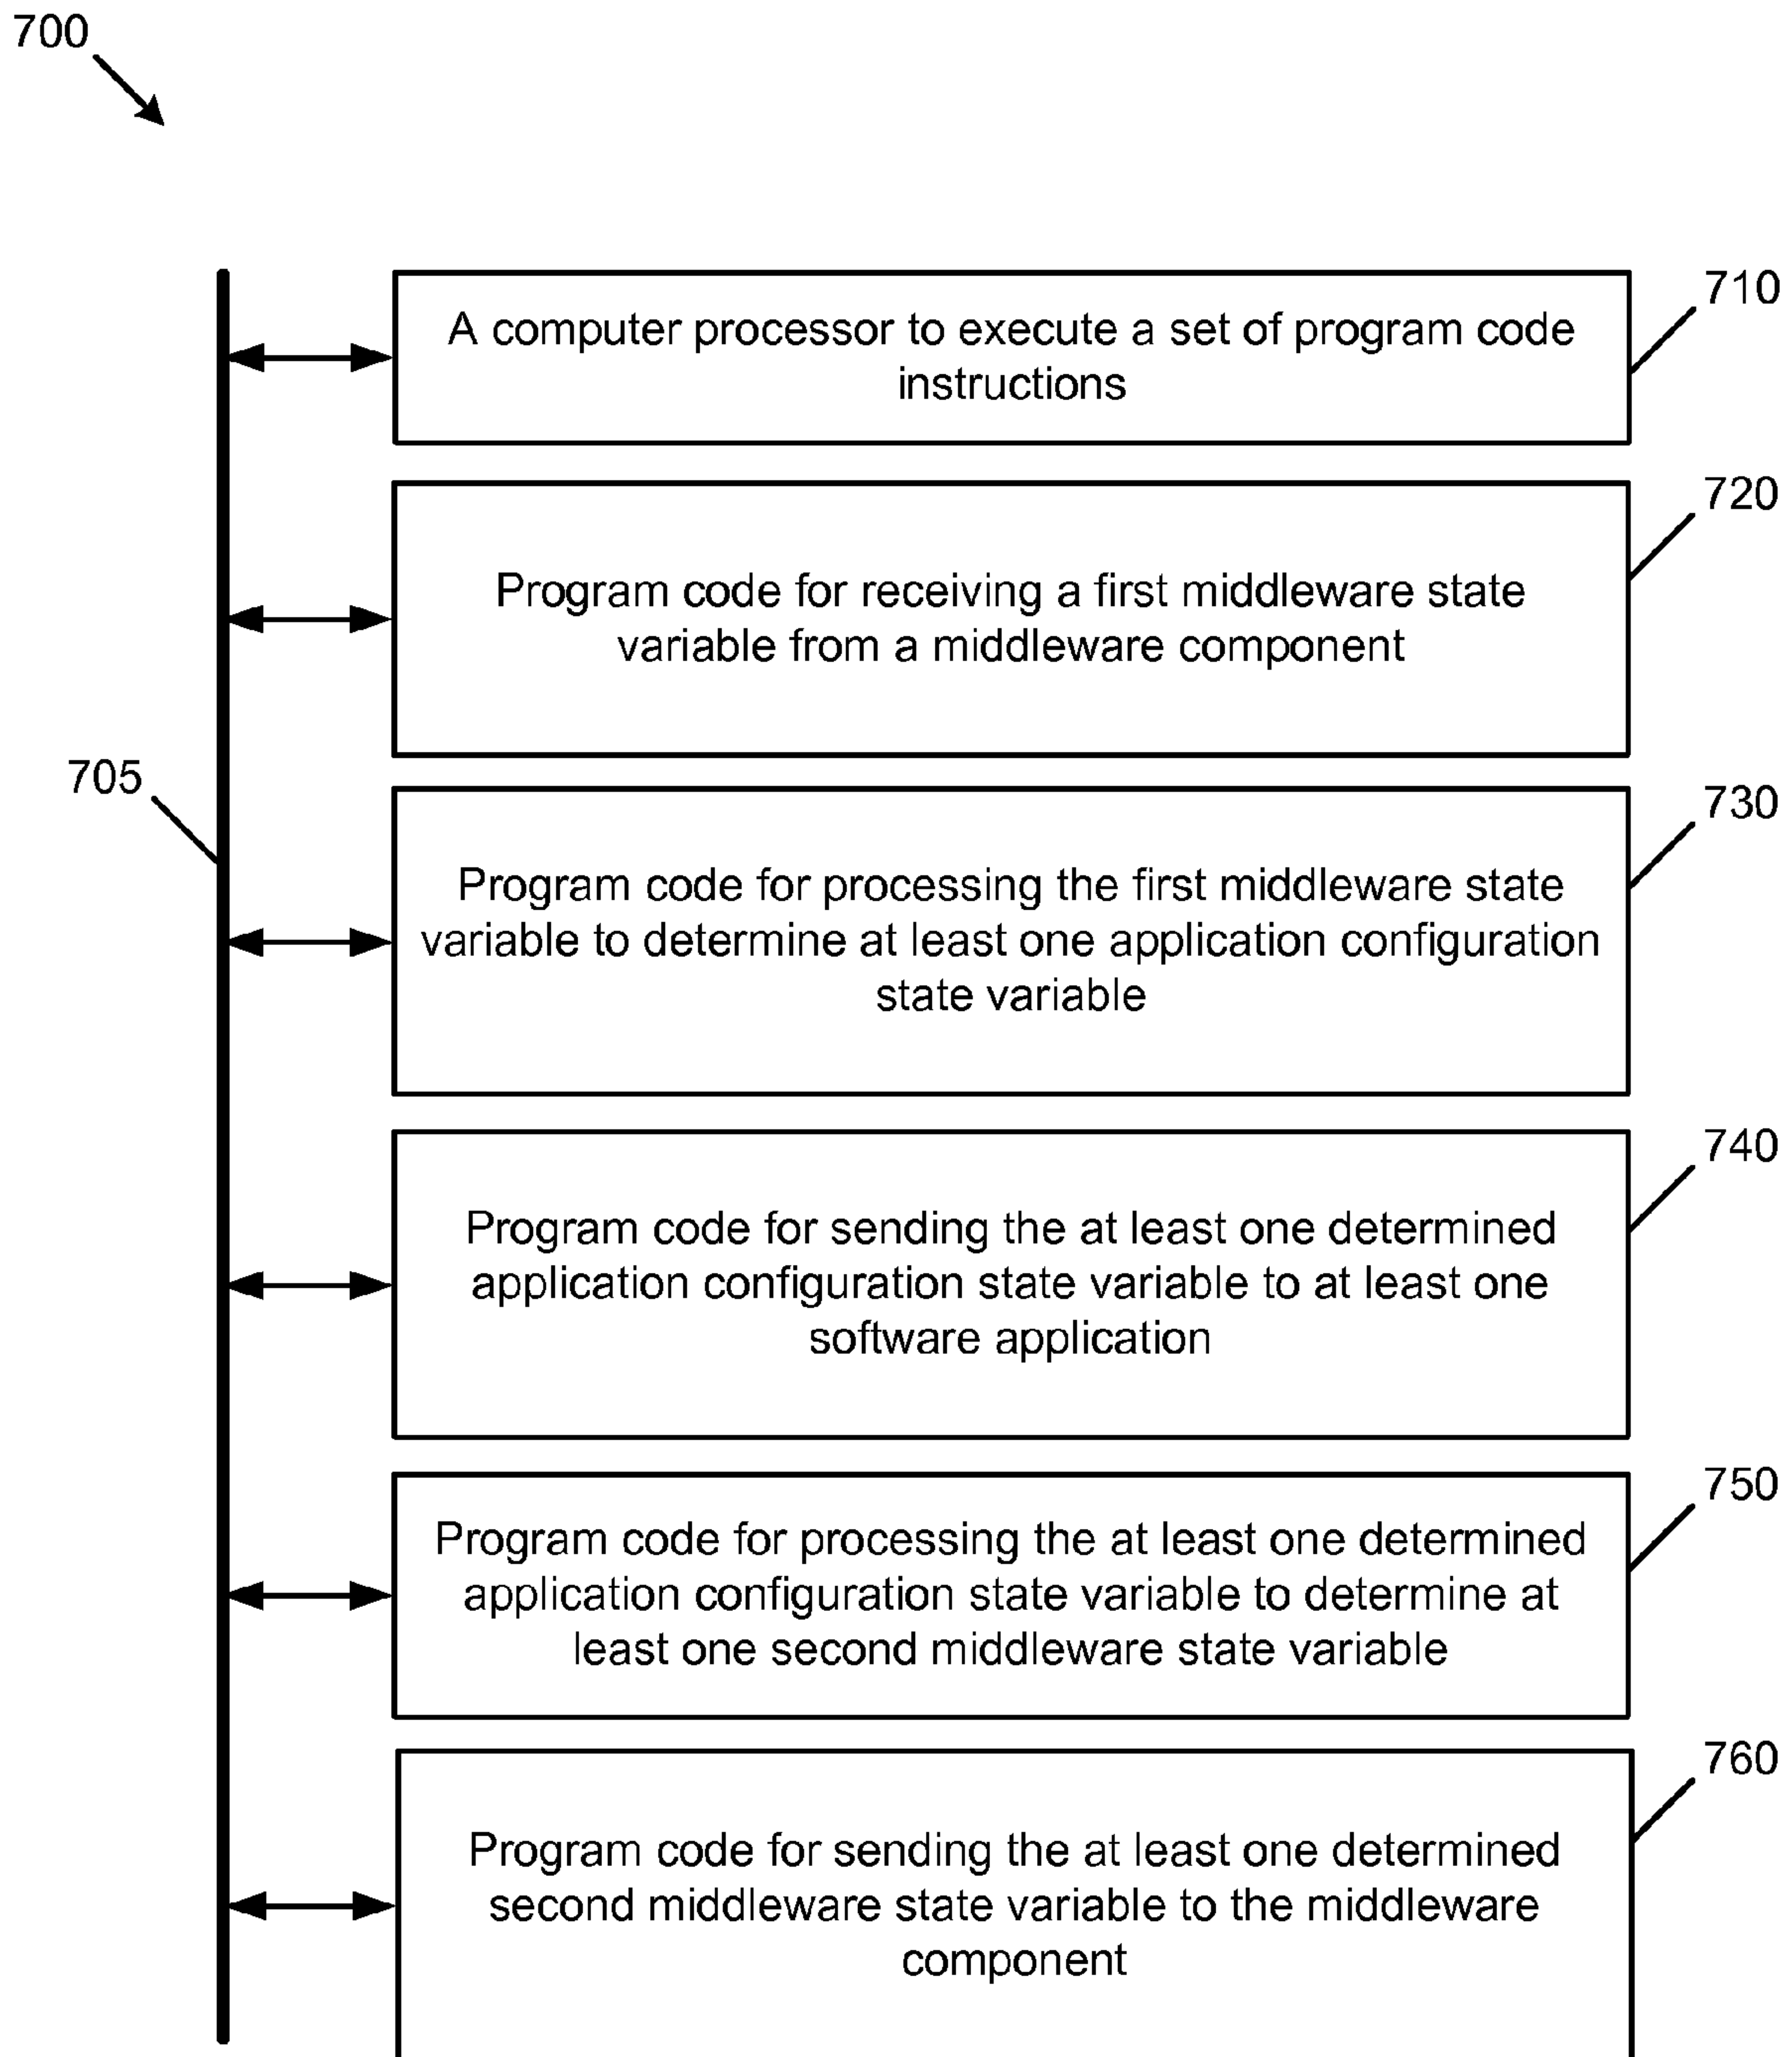 700
710
A computer processor to execute a set of program code
instructions
720
Program code for receiving a first middleware state
variable from a middleware component
705
730
Program code for processing the first middleware state
variable to determine at least one application configuration
state variable
740
Program code for sending the at least one determined
application configuration state variable to at least one
software application
750
Program code for processing the at least one determined
application configuration state variable to determine at
least one second middleware state variable
760
Program code for sending the at least one determined
second middleware state variable to the middleware
component